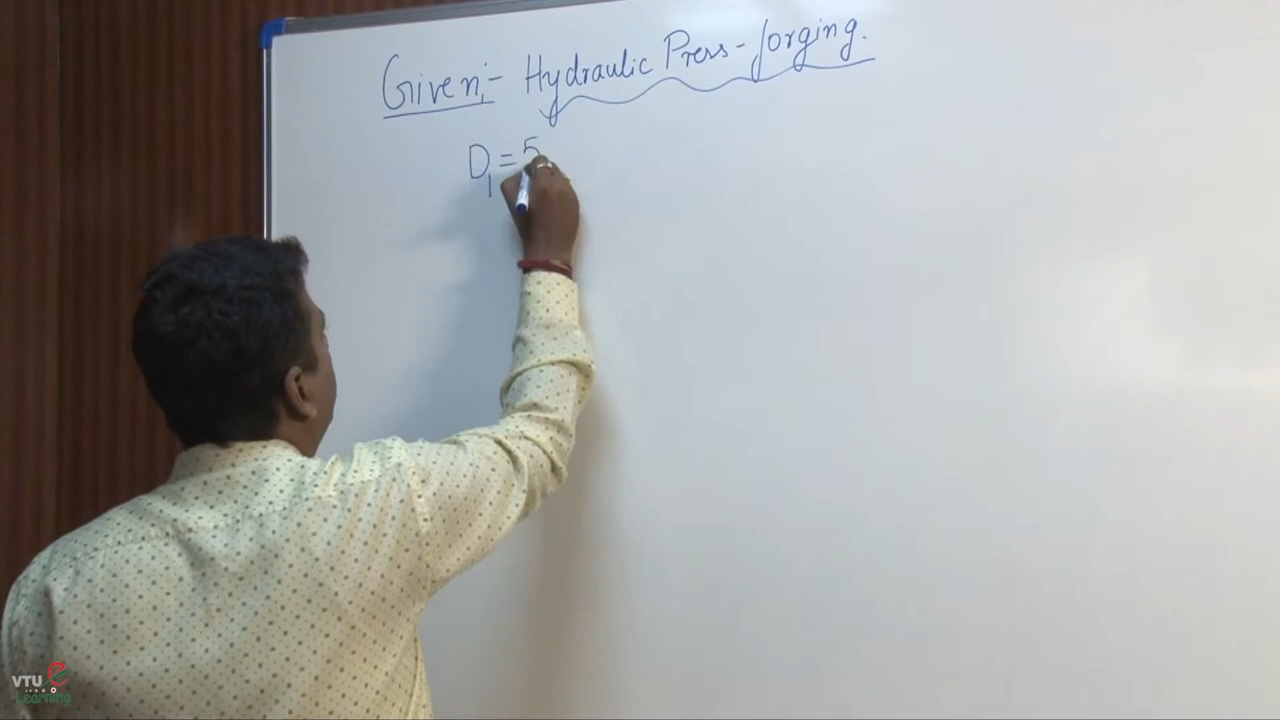 Given:- Hydraulic Press-forging.
D1 = 5
VTU e
Learning